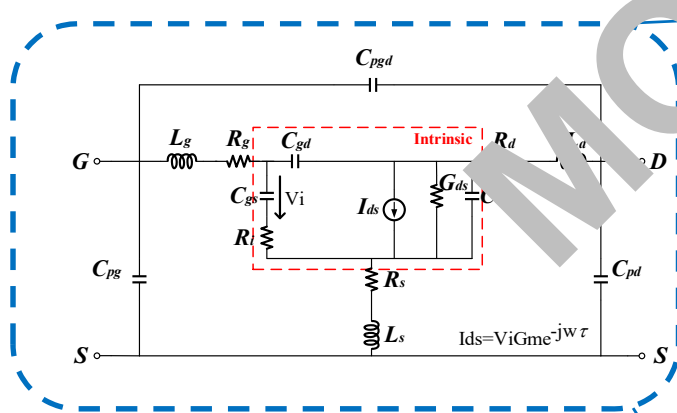 Cpgd
Lg
Rg
Cgd
Intrinsic
Rd
G
D
Cgs
Vi
Ids
Gds
Ri
Cpg
Rs
Cpd
Ls
Ids=ViGme-jwτ
S
S